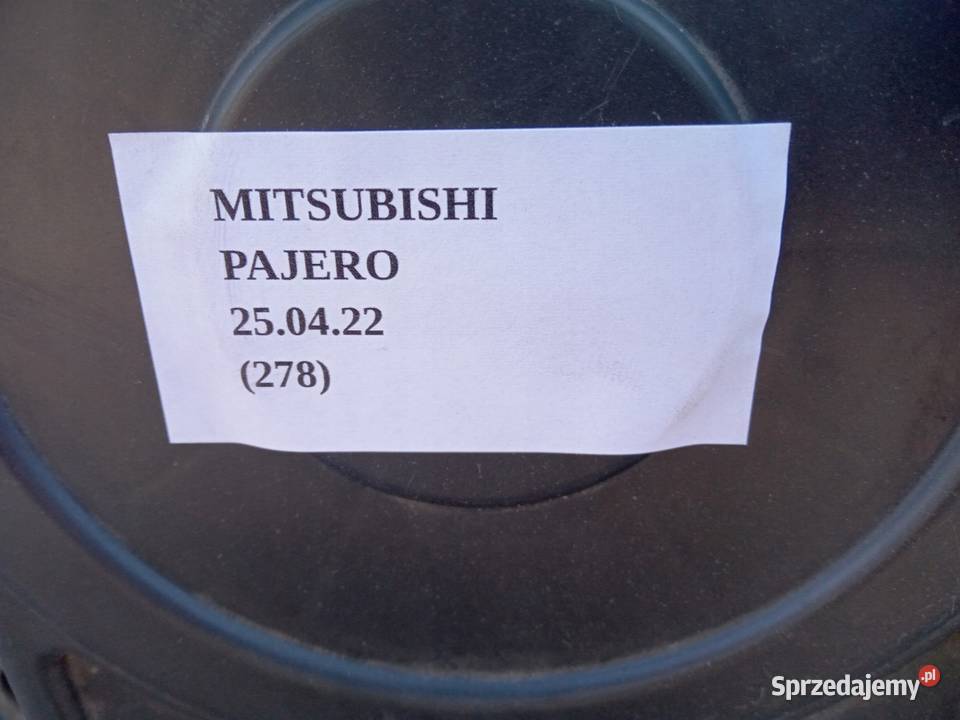 MITSUBISHI
PAJERO
25.04.22
(278)
Sprzedajemy.pl